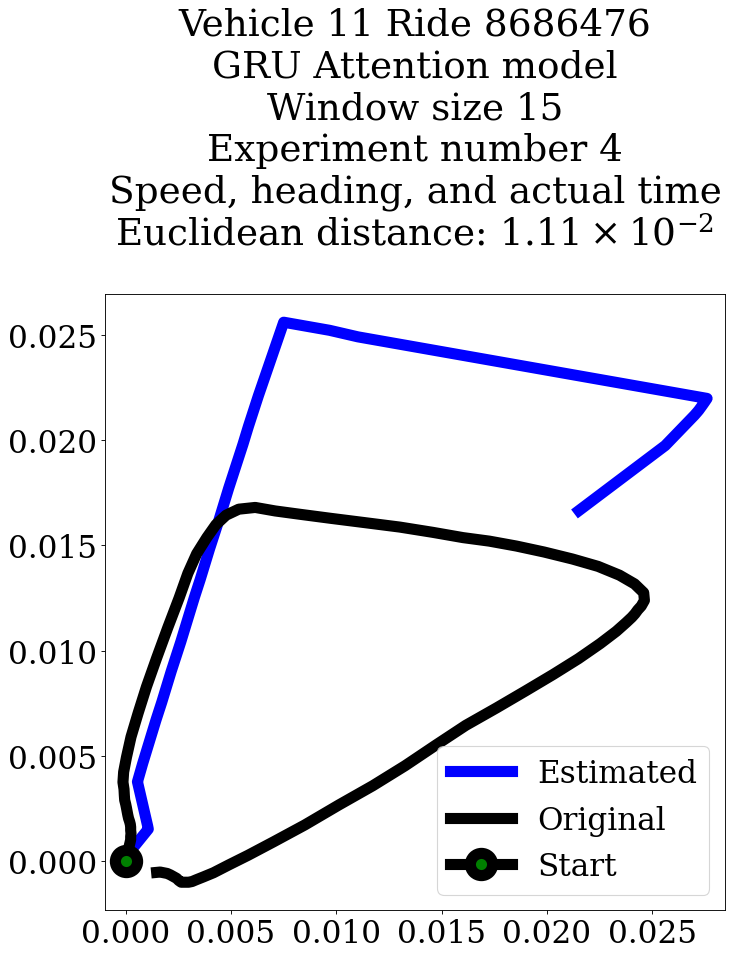 Vehicle 11 Ride 8686476
GRU Attention model
Window size 15
Experiment number 4
Speed, heading, and actual time
Euclidean distance: 1.11 × 10⁻²
0.025
0.020
0.015
0.010
0.005
0.000
Estimated
Original
Start
0.000 0.005 0.010 0.015 0.020 0.025